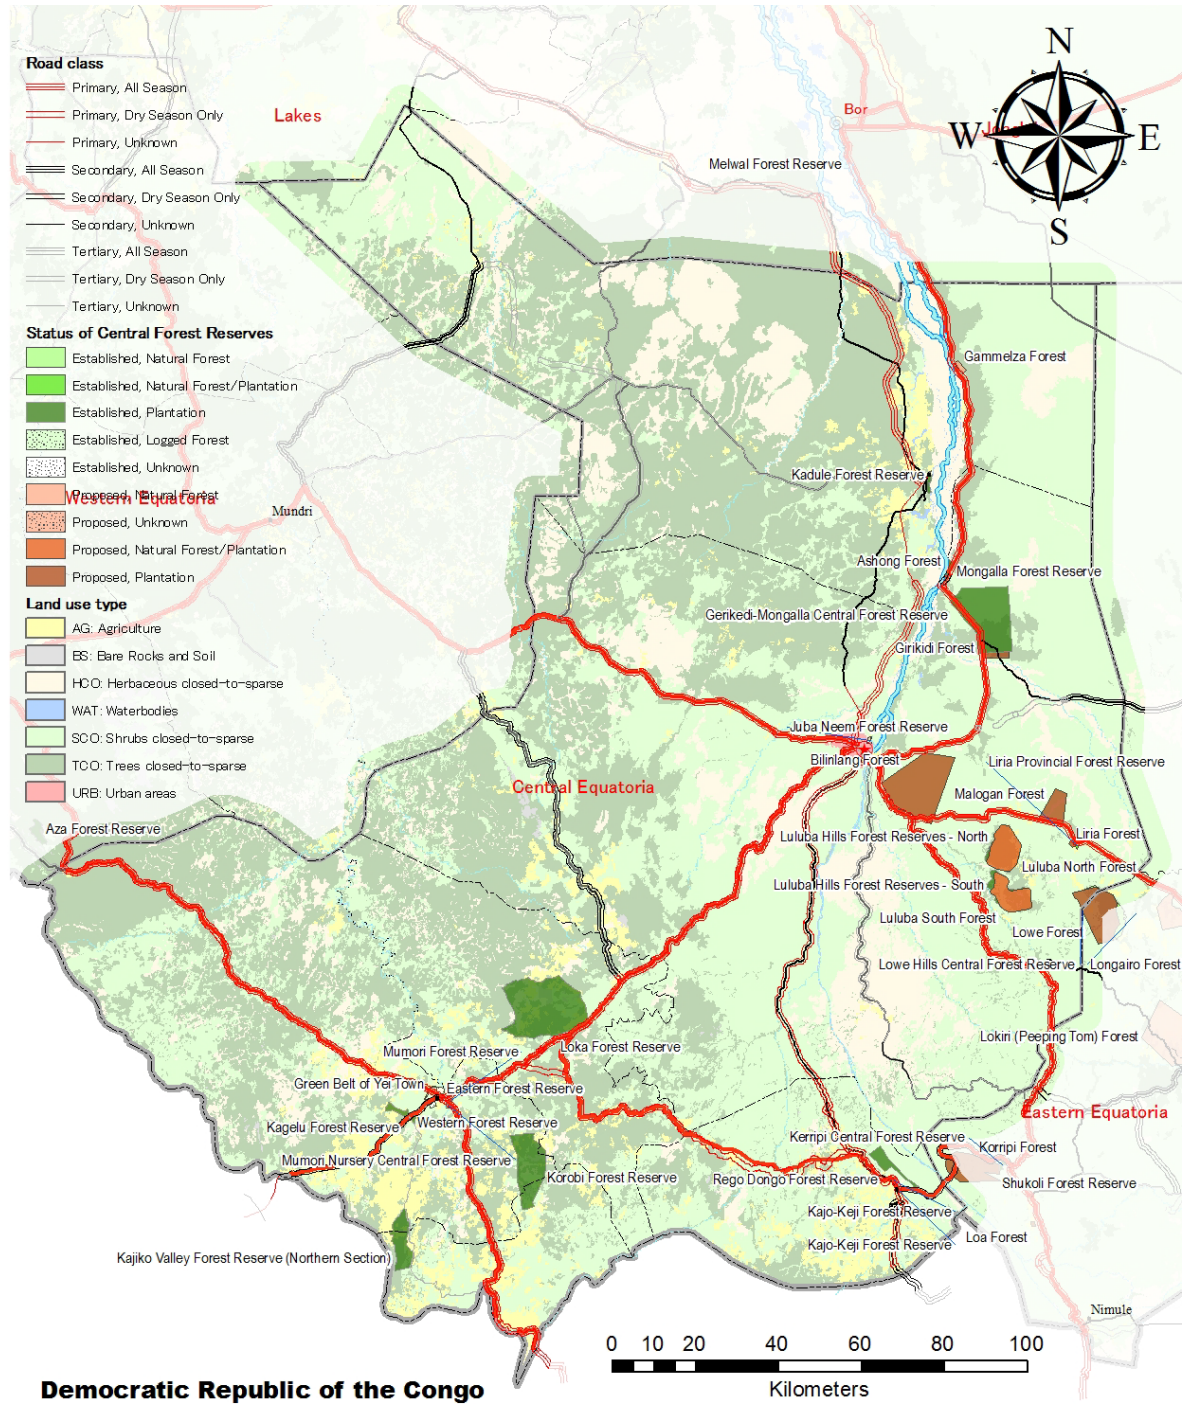 N
W
E
S
Road class
Primary, All Season
Primary, Dry Season Only
Primary, Unknown
Secondary, All Season
Secondary, Dry Season Only
Secondary, Unknown
Tertiary, All Season
Tertiary, Dry Season Only
Tertiary, Unknown
Status of Central Forest Reserves
Established, Natural Forest
Established, Natural Forest/Plantation
Established, Plantation
Established, Logged Forest
Established, Unknown
Proposed, Natural Forest
Proposed, Unknown
Proposed, Natural Forest/Plantation
Proposed, Plantation
Land use type
AG: Agriculture
BS: Bare Rocks and Soil
HCO: Herbaceous closed-to-sparse
WAT: Waterbodies
SCO: Shrubs closed-to-sparse
TCO: Trees closed-to-sparse
URB: Urban areas
Lakes
Bor
Melwal Forest Reserve
Gammelza Forest
Kadule Forest Reserve
Western Equatoria
Mundri
Ashong Forest
Mongalla Forest Reserve
Gerikedi-Mongalla Central Forest Reserve
Girikidi Forest
Juba Neem Forest Reserve
Bilinlang Forest
Liria Provincial Forest Reserve
Central Equatoria
Malogan Forest
Aza Forest Reserve
Luluba Hills Forest Reserves - North
Liria Forest
Luluba North Forest
Luluba Hills Forest Reserves - South
Luluba South Forest
Lowe Forest
Lowe Hills Central Forest Reserve
Longairo Forest
Lokiri (Peeping Tom) Forest
Mumori Forest Reserve
Loka Forest Reserve
Green Belt of Yei Town
Eastern Forest Reserve
Eastern Equatoria
Kagelu Forest Reserve
Western Forest Reserve
Kerripi Central Forest Reserve
Korripi Forest
Mumori Nursery Central Forest Reserve
Korobi Forest Reserve
Rego Dongo Forest Reserve
Shukoli Forest Reserve
Kajo-Keji Forest Reserve
Loa Forest
Kajo-Keji Forest Reserve
Kajiko Valley Forest Reserve (Northern Section)
Nimule
0 10 20 40 60 80 100
Kilometers
Democratic Republic of the Congo